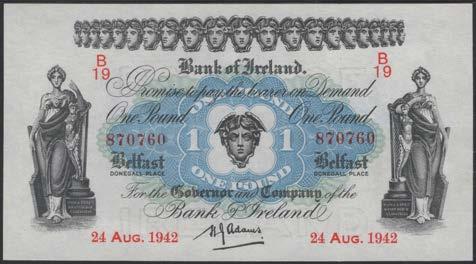 B
19
B
19
Bank of Ireland.
Promise to pay the bearer on Demand
One Pound
ONE POUND
One Pound
870760
1
1
870760
Belfast
DONEGALL PLACE
ONE POUND
Belfast
DONEGALL PLACE
For the Governor and Company of the
Bank of Ireland
24 AUG. 1942
H J Adams
24 AUG. 1942